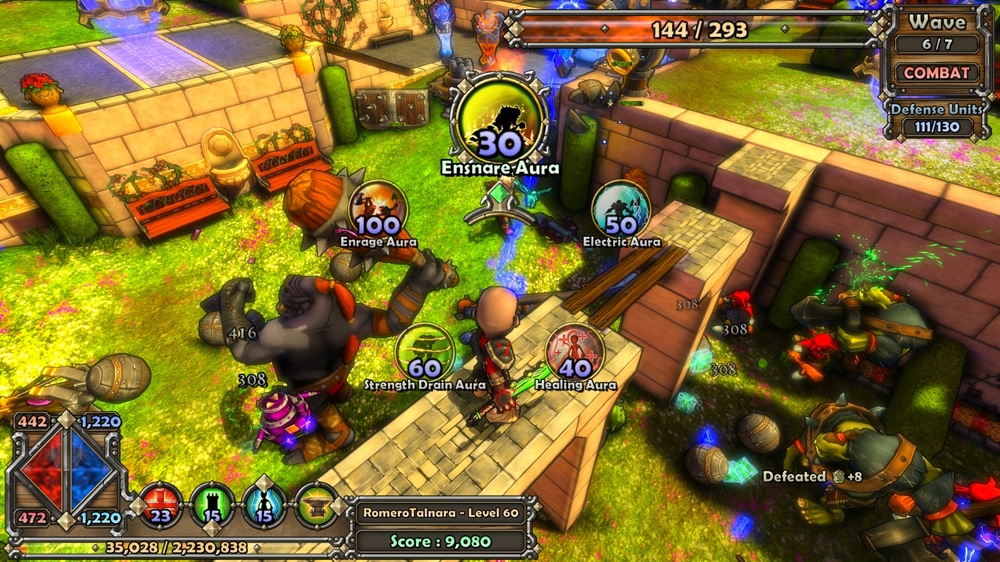 144 / 293
Wave
6 / 7
COMBAT
Defense Units
111/130
30
Ensnare Aura
100
Enrage Aura
50
Electric Aura
308
416
308
308
308
60
Strength Drain Aura
40
Healing Aura
442
1,220
472
1,220
Defeated +8
23
15
15
RomeroTalnara - Level 60
Score : 9,080
35,028 / 2,230,838